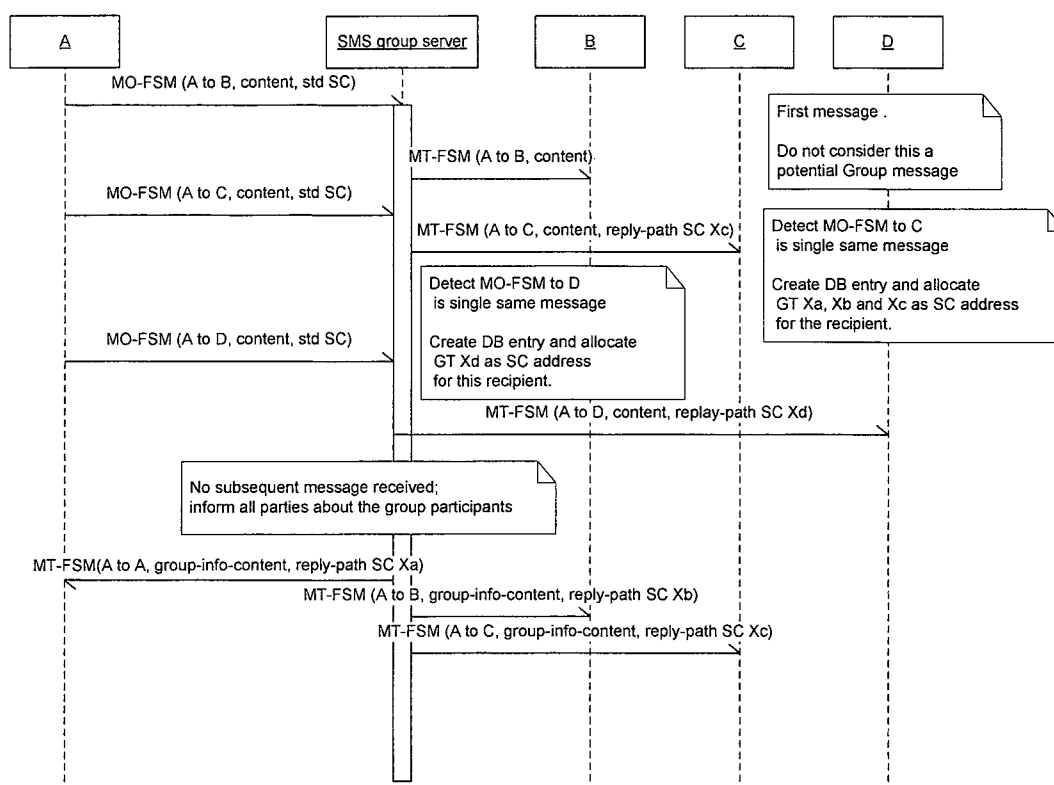 A
SMS group server
B
C
D
MO-FSM (A to B, content, std SC)
First message .
Do not consider this a
potential Group message
MT-FSM (A to B, content)
MO-FSM (A to C, content, std SC)
MT-FSM (A to C, content, reply-path SC Xc)
Detect MO-FSM to C
is single same message
Create DB entry and allocate
GT Xa, Xb and Xc as SC address
for the recipient.
Detect MO-FSM to D
is single same message
Create DB entry and allocate
GT Xd as SC address
for this recipient.
MO-FSM (A to D, content, std SC)
MT-FSM (A to D, content, replay-path SC Xd)
No subsequent message received;
inform all parties about the group participants
MT-FSM(A to A, group-info-content, reply-path SC Xa)
MT-FSM (A to B, group-info-content, reply-path SC Xb)
MT-FSM (A to C, group-info-content, reply-path SC Xc)